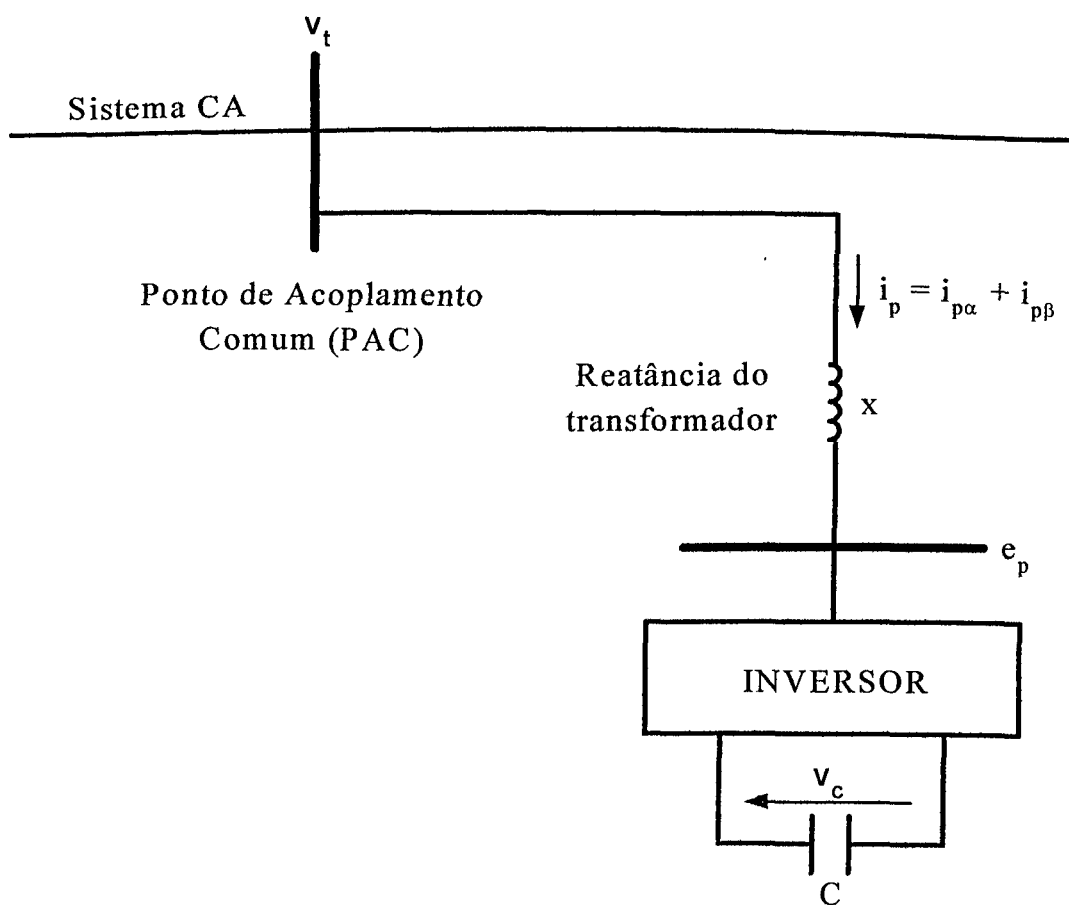 v_t
Sistema CA
Ponto de Acoplamento
Comum (PAC)
i_p = i_pα + i_pβ
Reatância do
transformador
x
e_p
INVERSOR
v_c
C